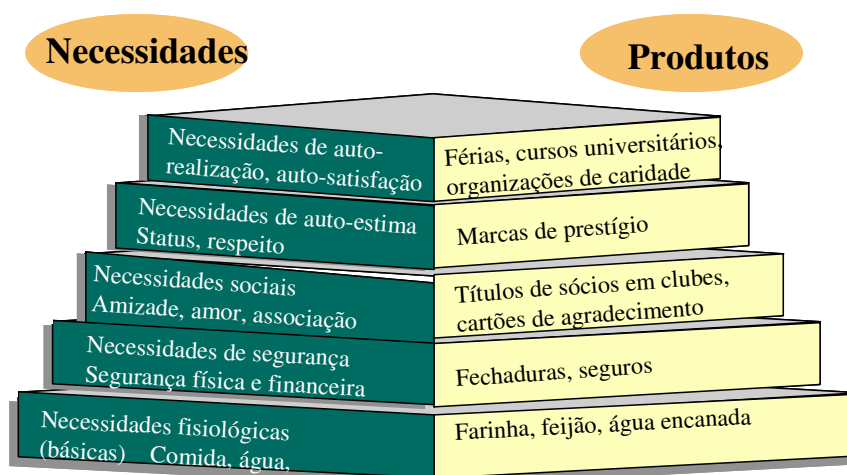 Necessidades
Produtos
Necessidades de auto-
realização, auto-satisfação
Férias, cursos universitários,
organizações de caridade
Necessidades de auto-estima
Status, respeito
Marcas de prestígio
Necessidades sociais
Amizade, amor, associação
Títulos de sócios em clubes,
cartões de agradecimento
Necessidades de segurança
Segurança física e financeira
Fechaduras, seguros
Necessidades fisiológicas
(básicas) Comida, água,
Farinha, feijão, água encanada